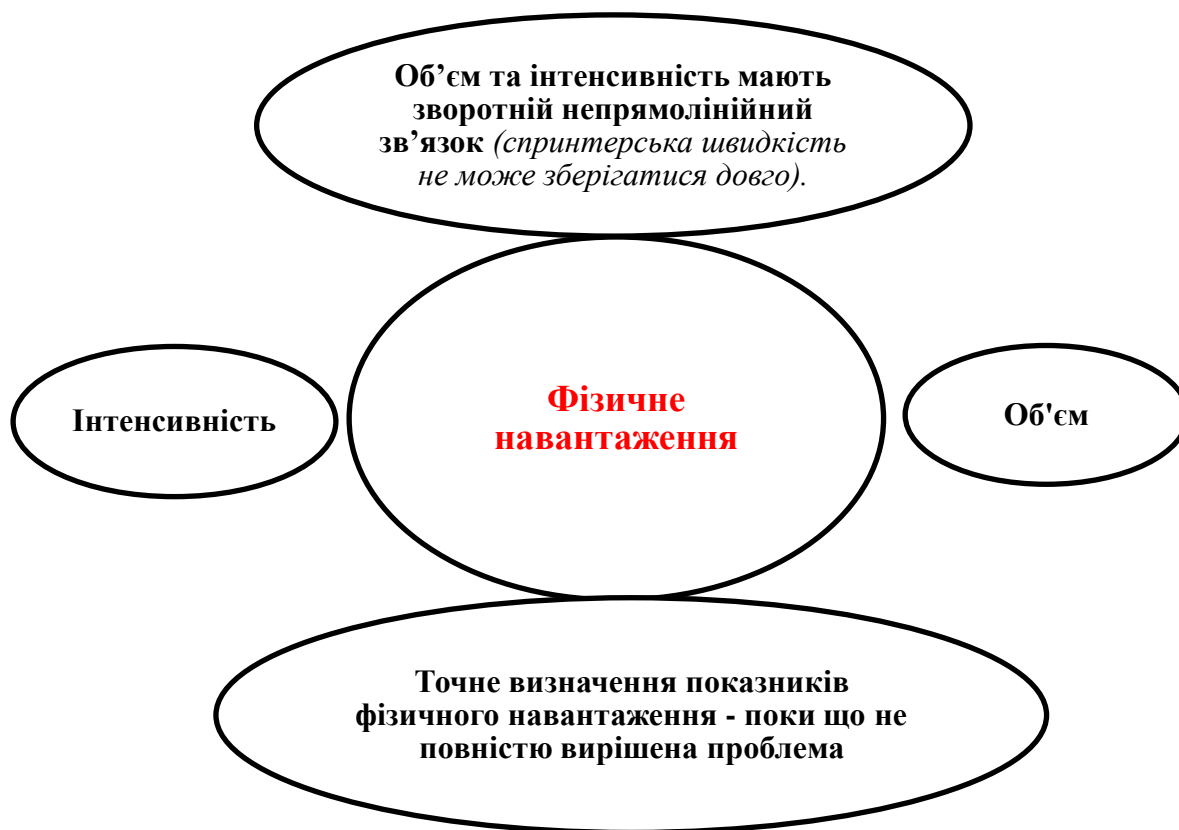 Об’єм та інтенсивність мають
зворотній непрямолінійний
зв’язок (спринтерська швидкість
не може зберігатися довго).
Інтенсивність
Фізичне
навантаження
Об'єм
Точне визначення показників
фізичного навантаження - поки що не
повністю вирішена проблема